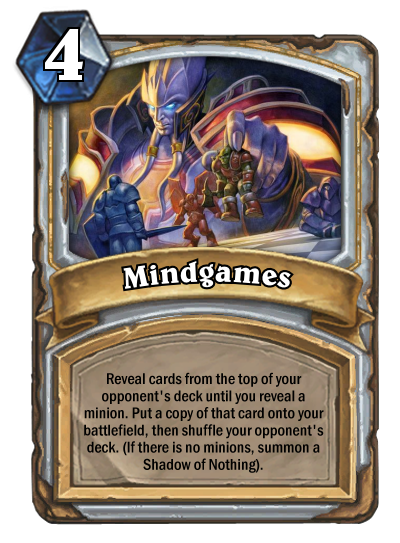 4
Mindgames
Reveal cards from the top of your
opponent's deck until you reveal a
minion. Put a copy of that card onto your
battlefield, then shuffle your opponent's
deck. (If there is no minions, summon a
Shadow of Nothing).